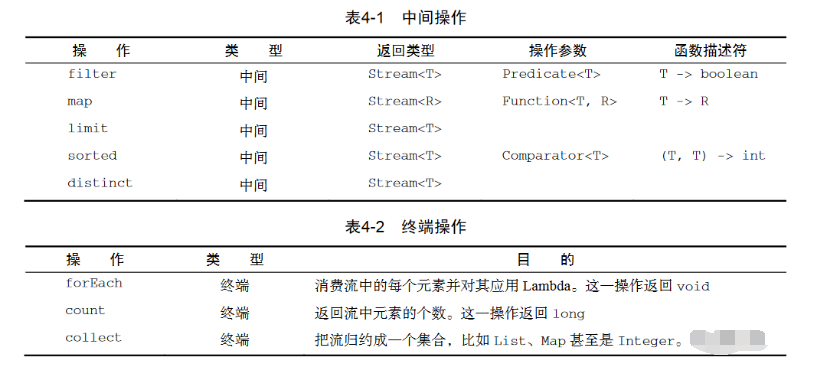 表4-1 中间操作
操 作 类 型 返回类型 操作参数 函数描述符
filter 中间 Stream<T> Predicate<T> T -> boolean
map 中间 Stream<R> Function<T, R> T -> R
limit 中间 Stream<T>
sorted 中间 Stream<T> Comparator<T> (T, T) -> int
distinct 中间 Stream<T>
表4-2 终端操作
操 作 类 型 目 的
forEach 终端 消费流中的每个元素并对其应用 Lambda。这一操作返回 void
count 终端 返回流中元素的个数。这一操作返回 long
collect 终端 把流归约成一个集合，比如 List、Map 甚至是 Integer。